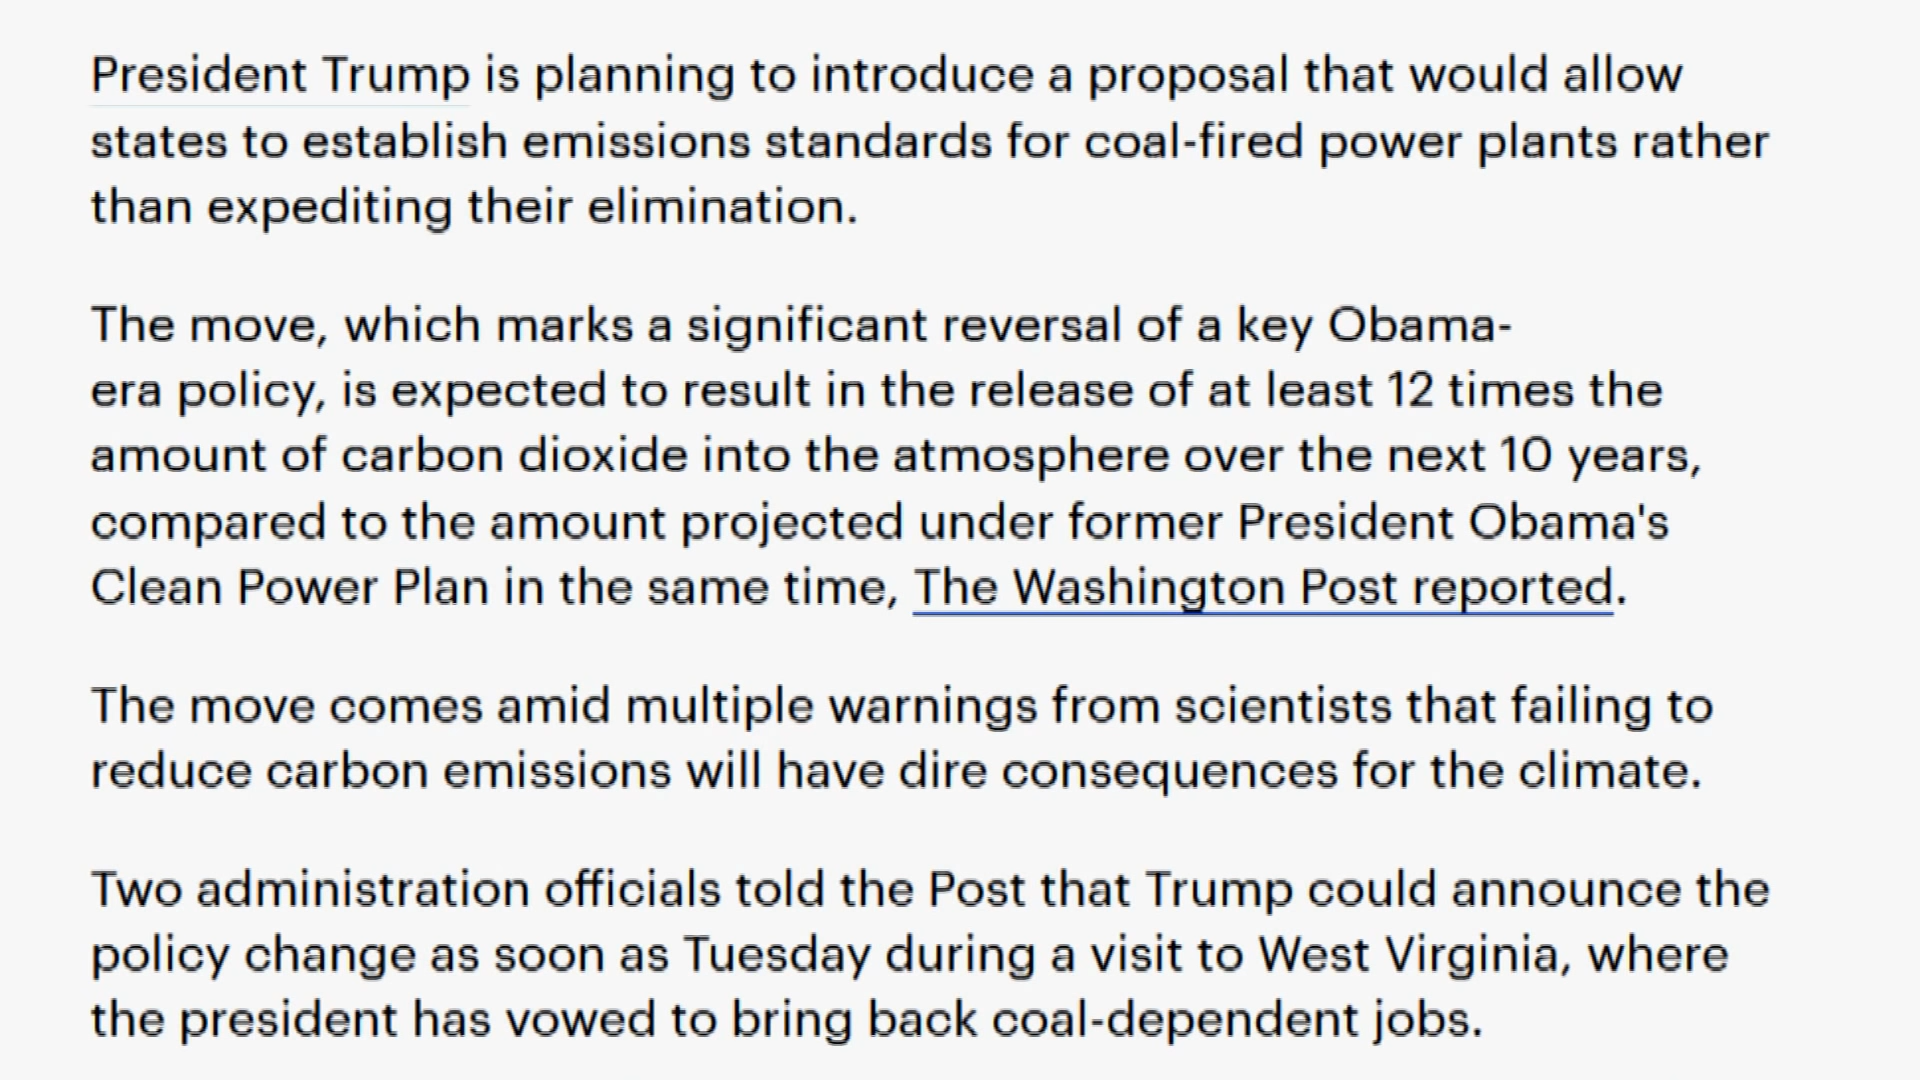 President Trump is planning to introduce a proposal that would allow
states to establish emissions standards for coal-fired power plants rather
than expediting their elimination.
The move, which marks a significant reversal of a key Obama-
era policy, is expected to result in the release of at least 12 times the
amount of carbon dioxide into the atmosphere over the next 10 years,
compared to the amount projected under former President Obama's
Clean Power Plan in the same time, The Washington Post reported.
The move comes amid multiple warnings from scientists that failing to
reduce carbon emissions will have dire consequences for the climate.
Two administration officials told the Post that Trump could announce the
policy change as soon as Tuesday during a visit to West Virginia, where
the president has vowed to bring back coal-dependent jobs.